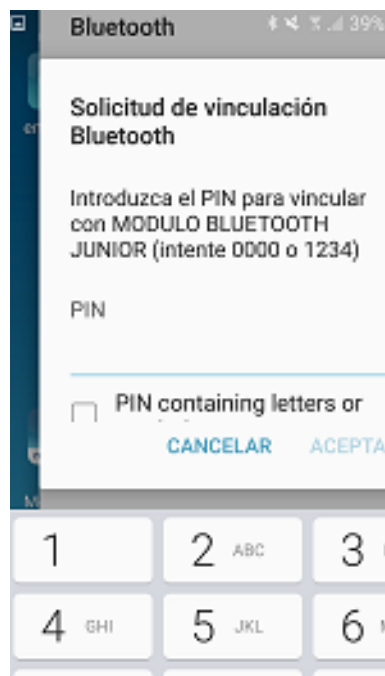 Bluetooth 39%
Solicitud de vinculación
Bluetooth
Introduzca el PIN para vincular
con MODULO BLUETOOTH
JUNIOR (intente 0000 o 1234)
PIN
PIN containing letters or
CANCELAR ACEPTA
1 2 ABC 3
4 GHI 5 JKL 6 M